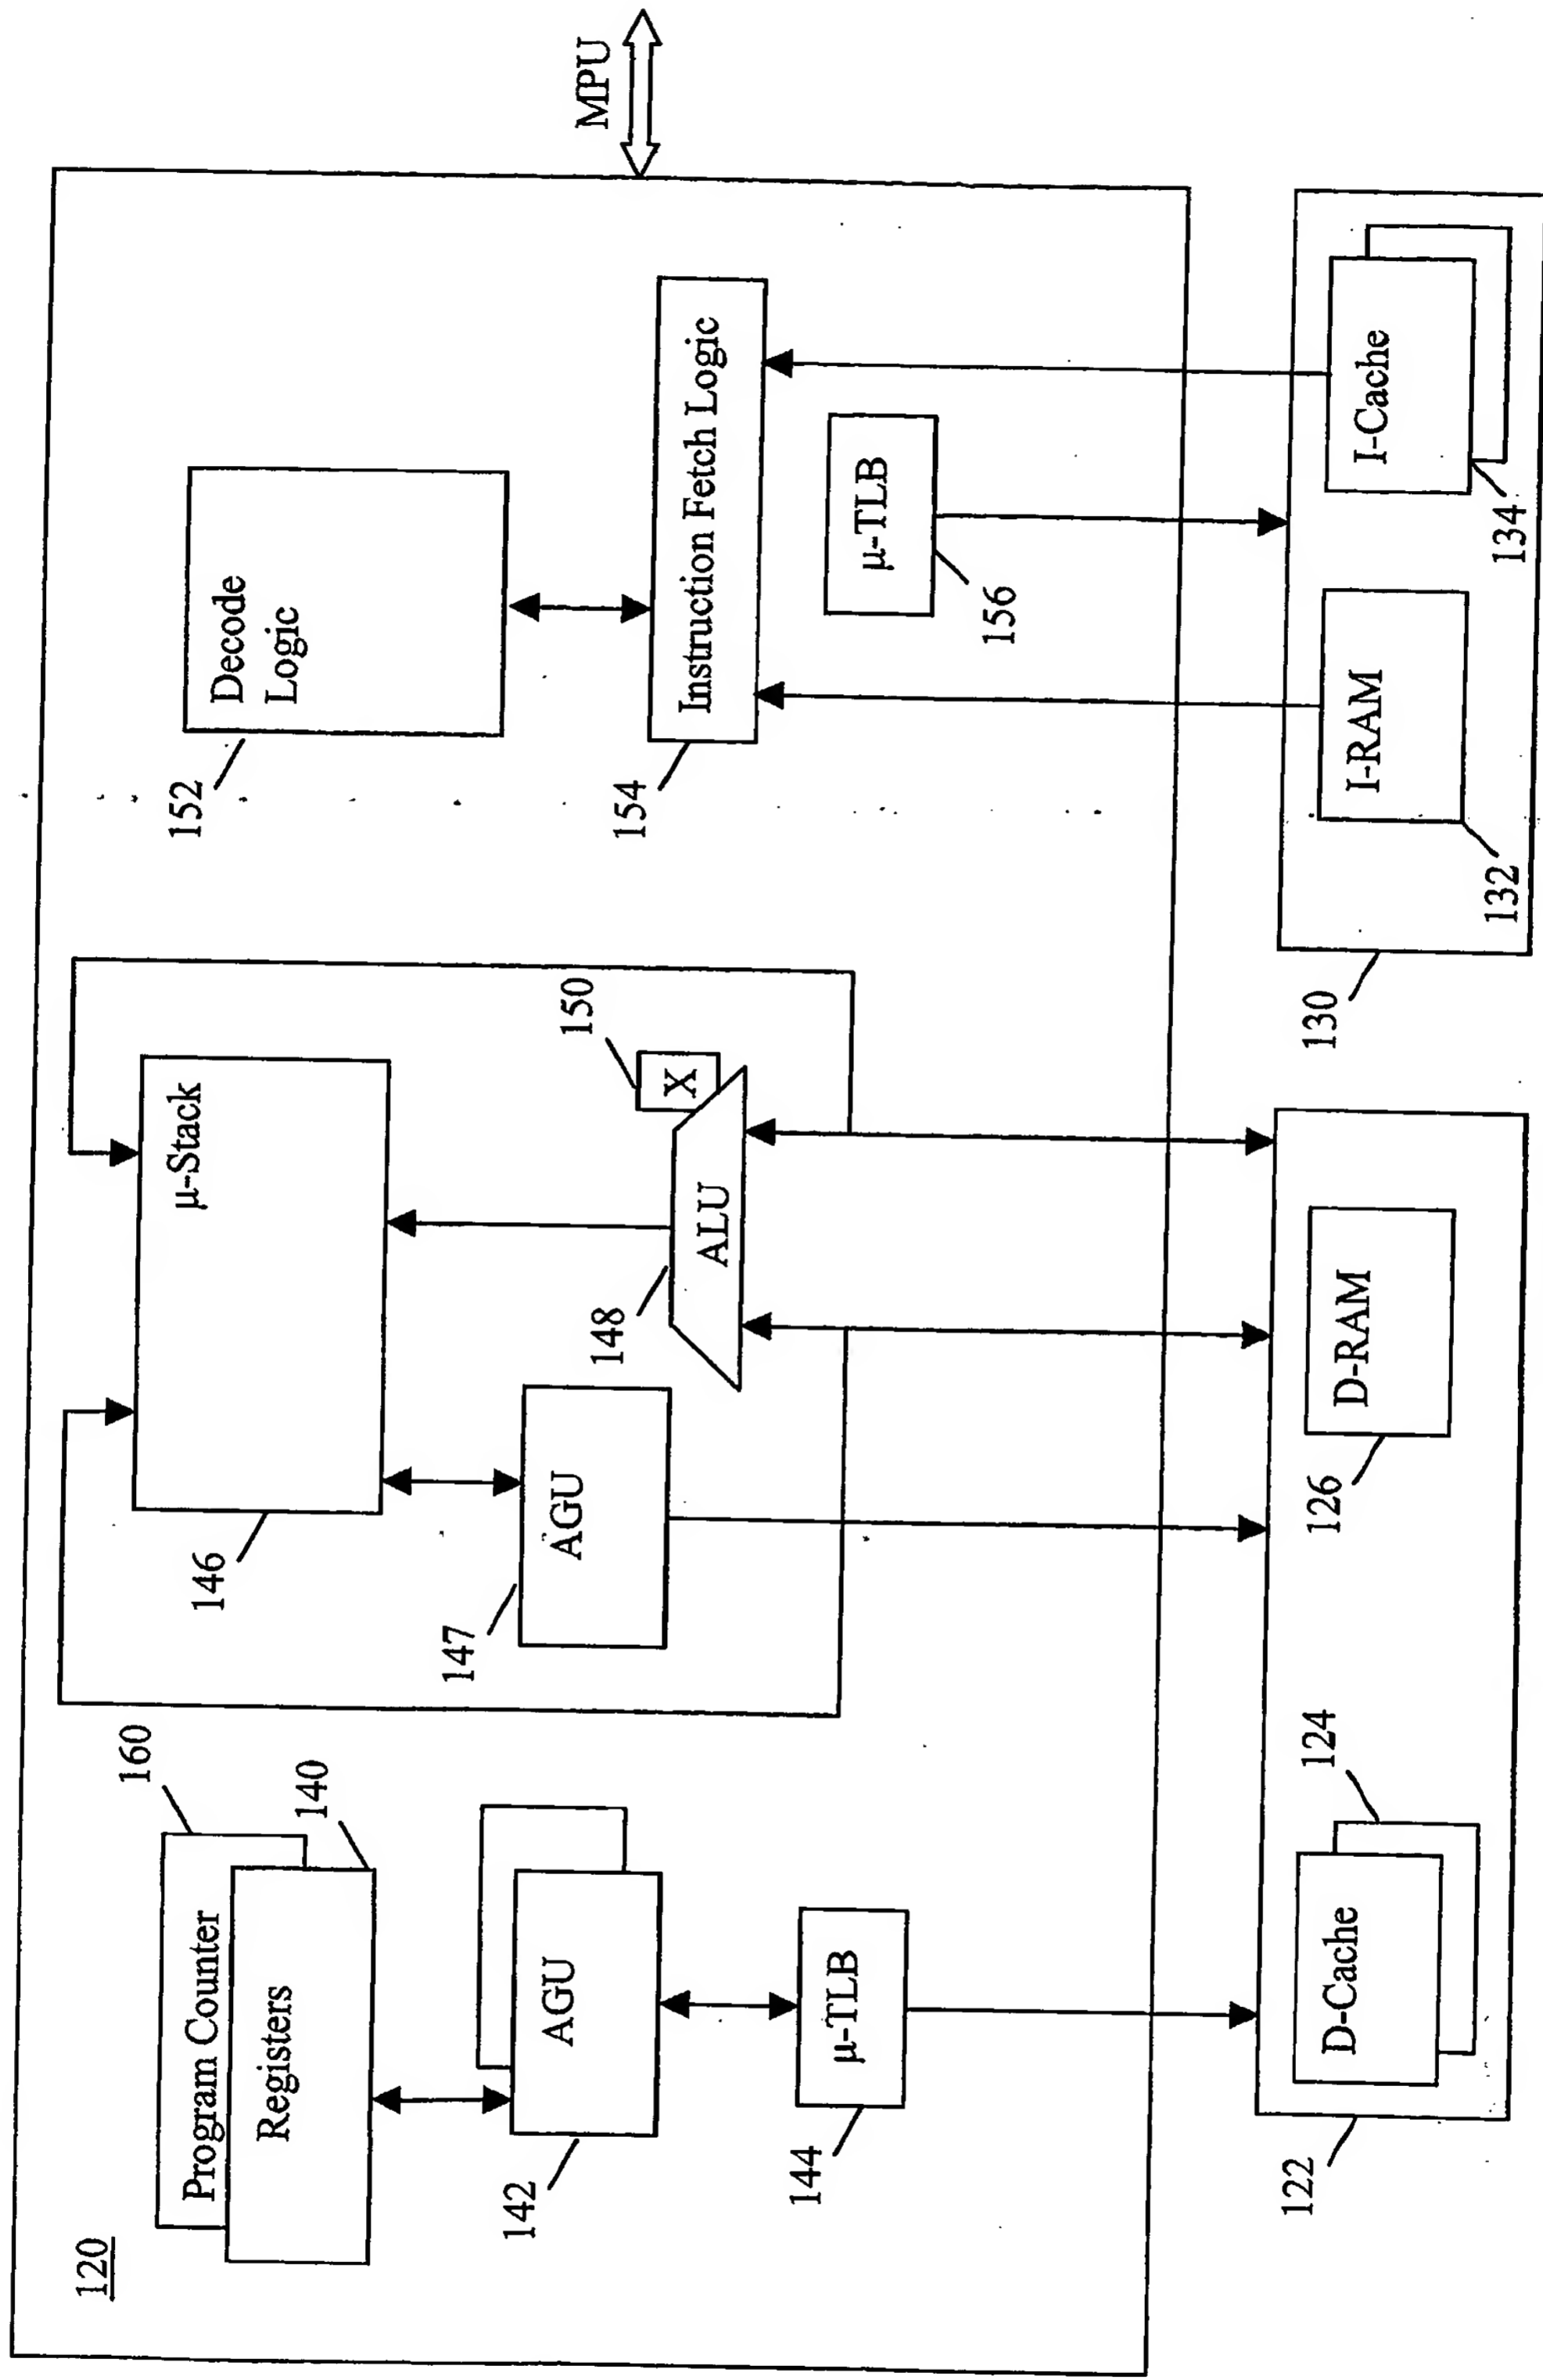 120
Program Counter
160
Registers
140
AGU
142
μ-TLB
144
μ-Stack
146
AGU
147
ALU
148
X
150
Decode
Logic
152
Instruction Fetch Logic
154
μ-TLB
156
MPU
D-Cache
124
122
D-RAM
126
130
I-RAM
132
I-Cache
134